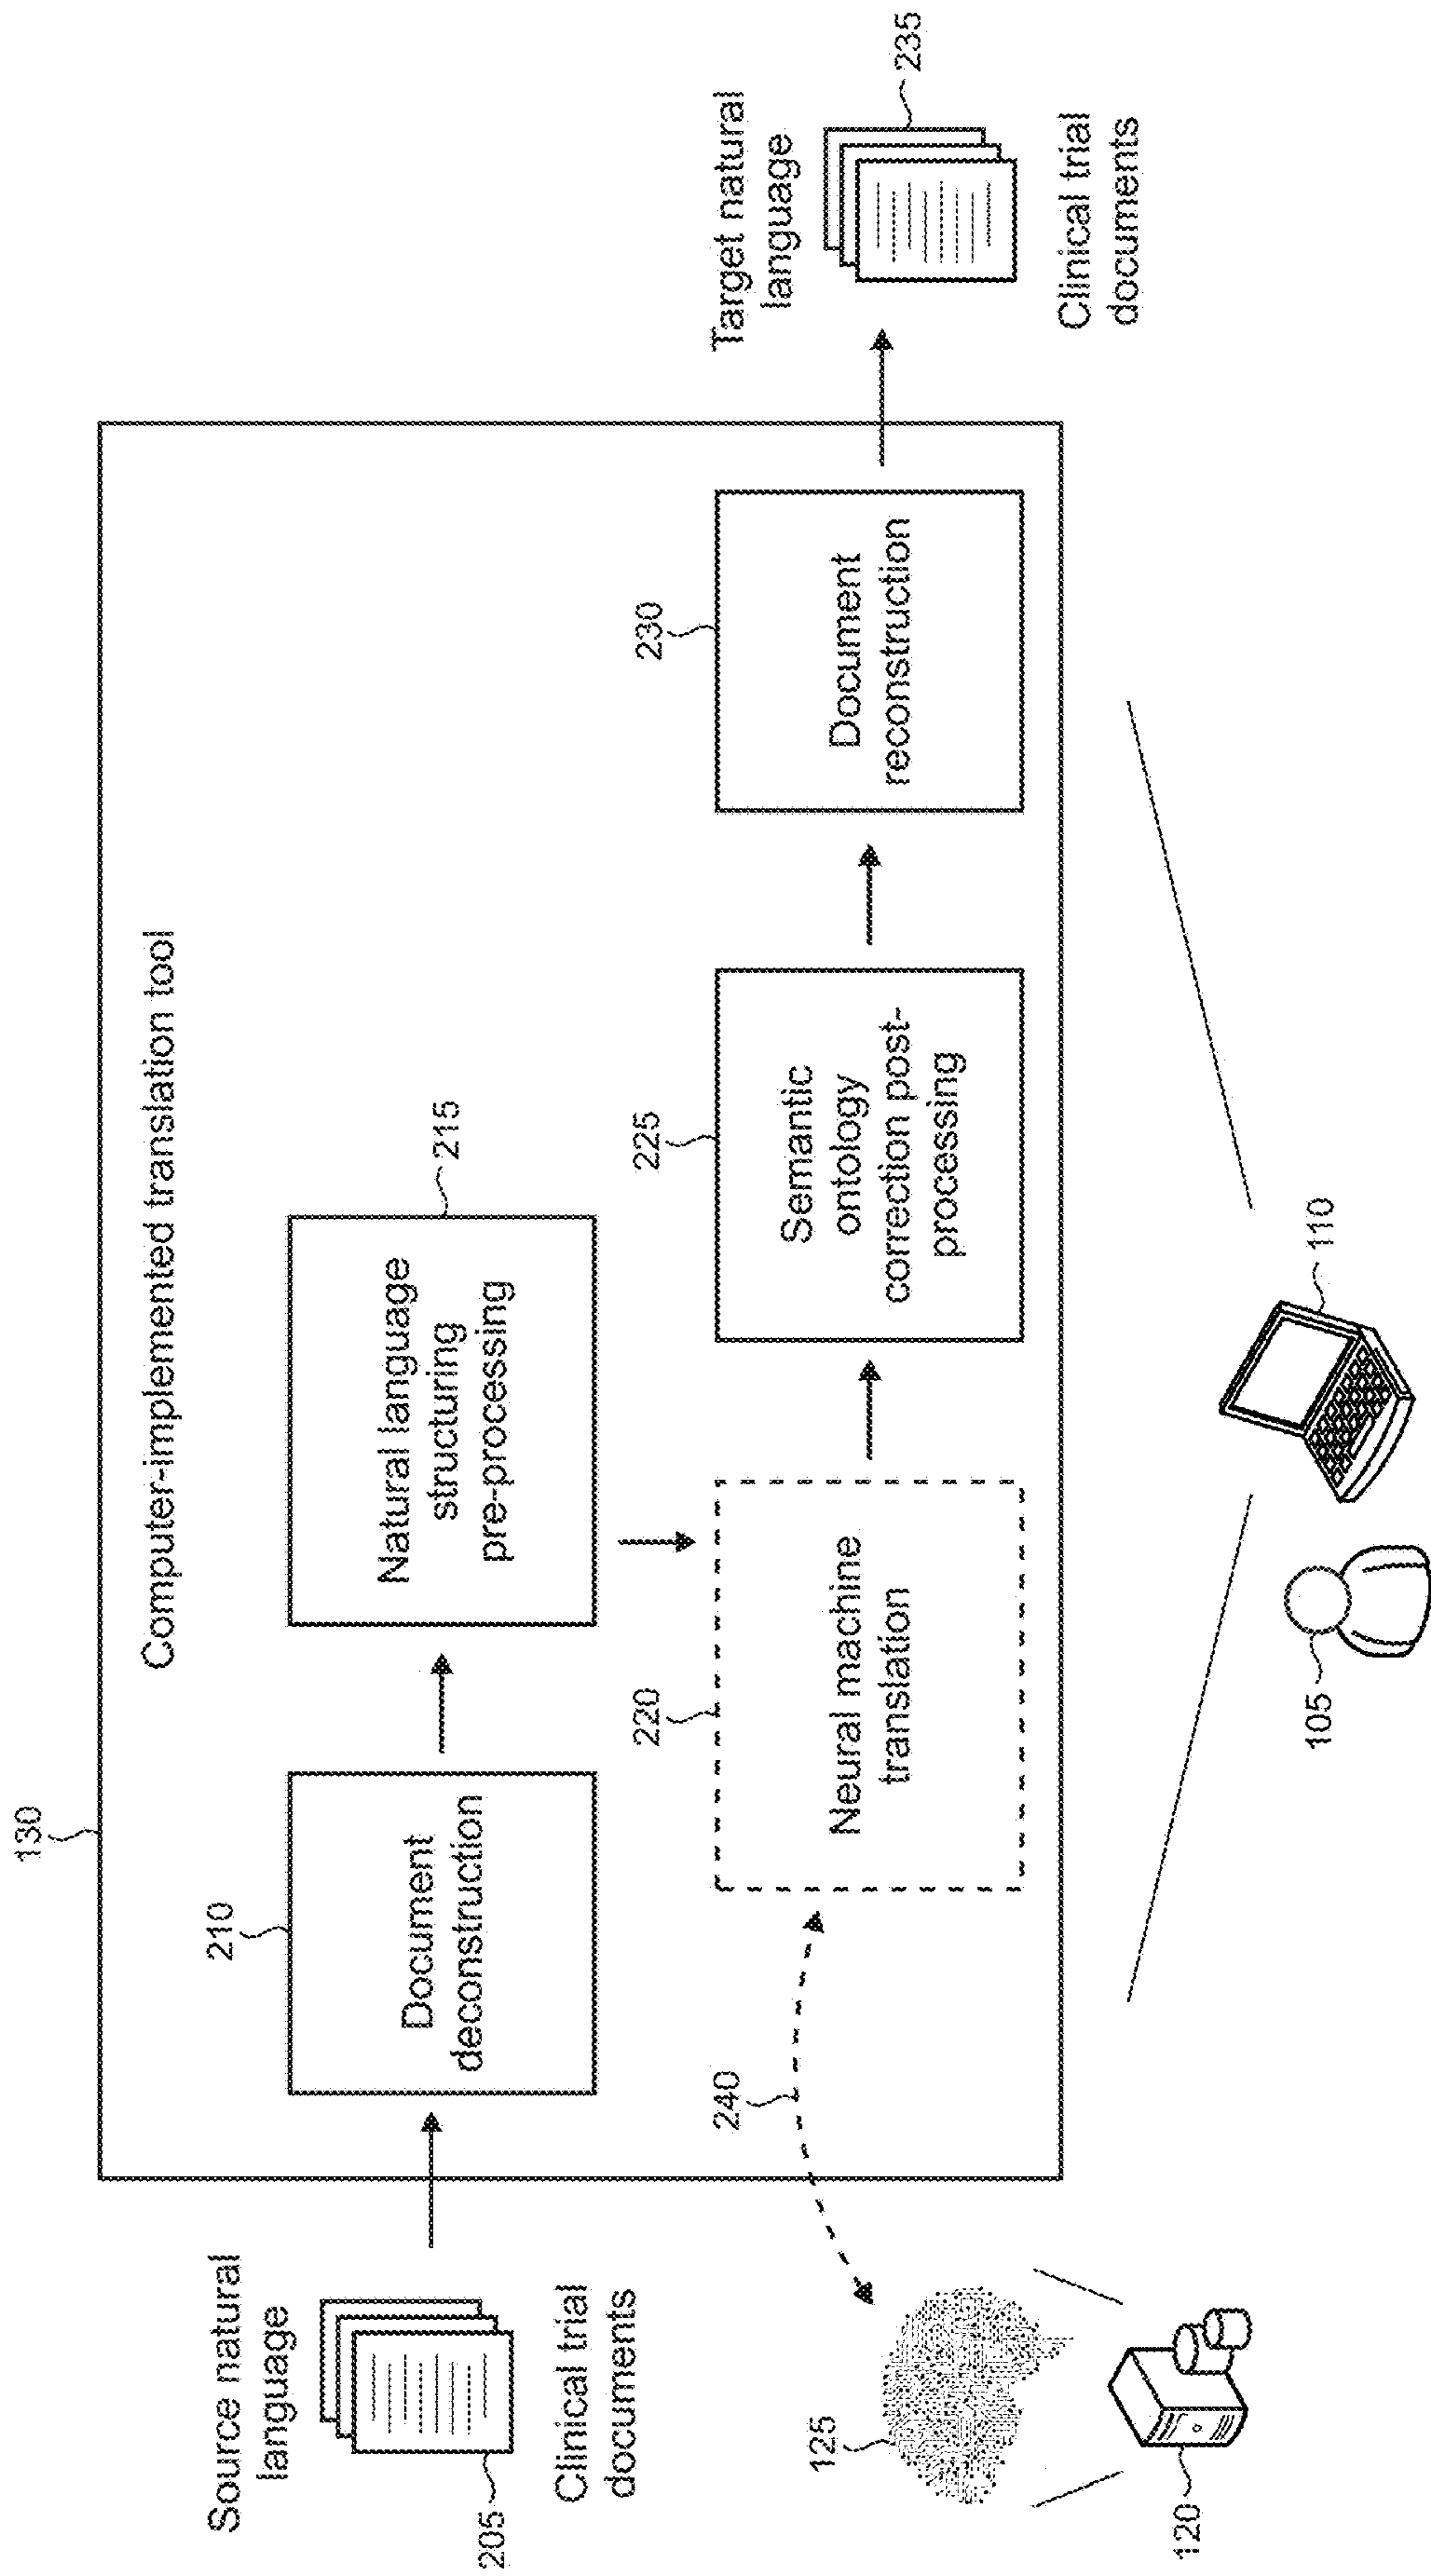 130
Computer-implemented translation tool
Source natural
language
205
Clinical trial
documents
210
Document
deconstruction
215
Natural language
structuring
pre-processing
220
Neural machine
translation
225
Semantic
ontology
correction post-
processing
230
Document
reconstruction
Target natural
language
235
Clinical trial
documents
240
125
120
105
110